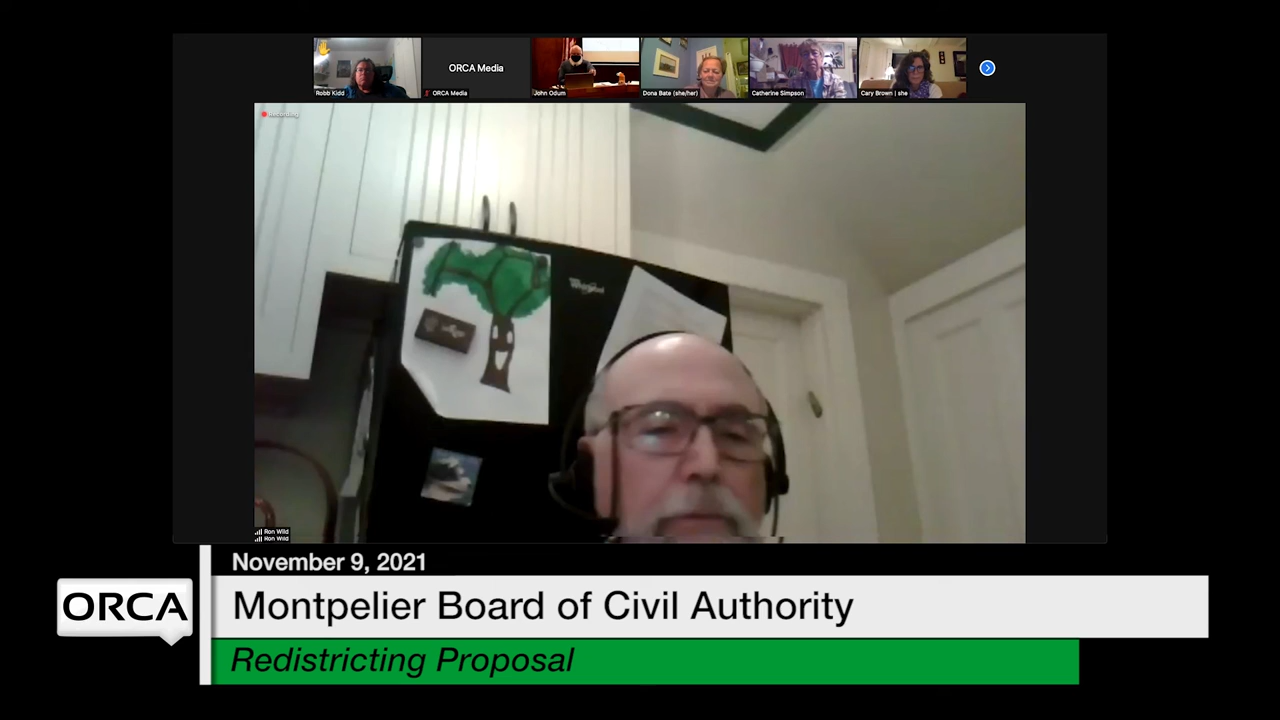 ORCA Media
Robb Kidd
ORCA Media
John Odum
Dona Bate (she/her)
Catherine Simpson
Cary Brown | she
Recording
Whirlpool
Ron Wild
Ron Wild
November 9, 2021
ORCA
Montpelier Board of Civil Authority
Redistricting Proposal